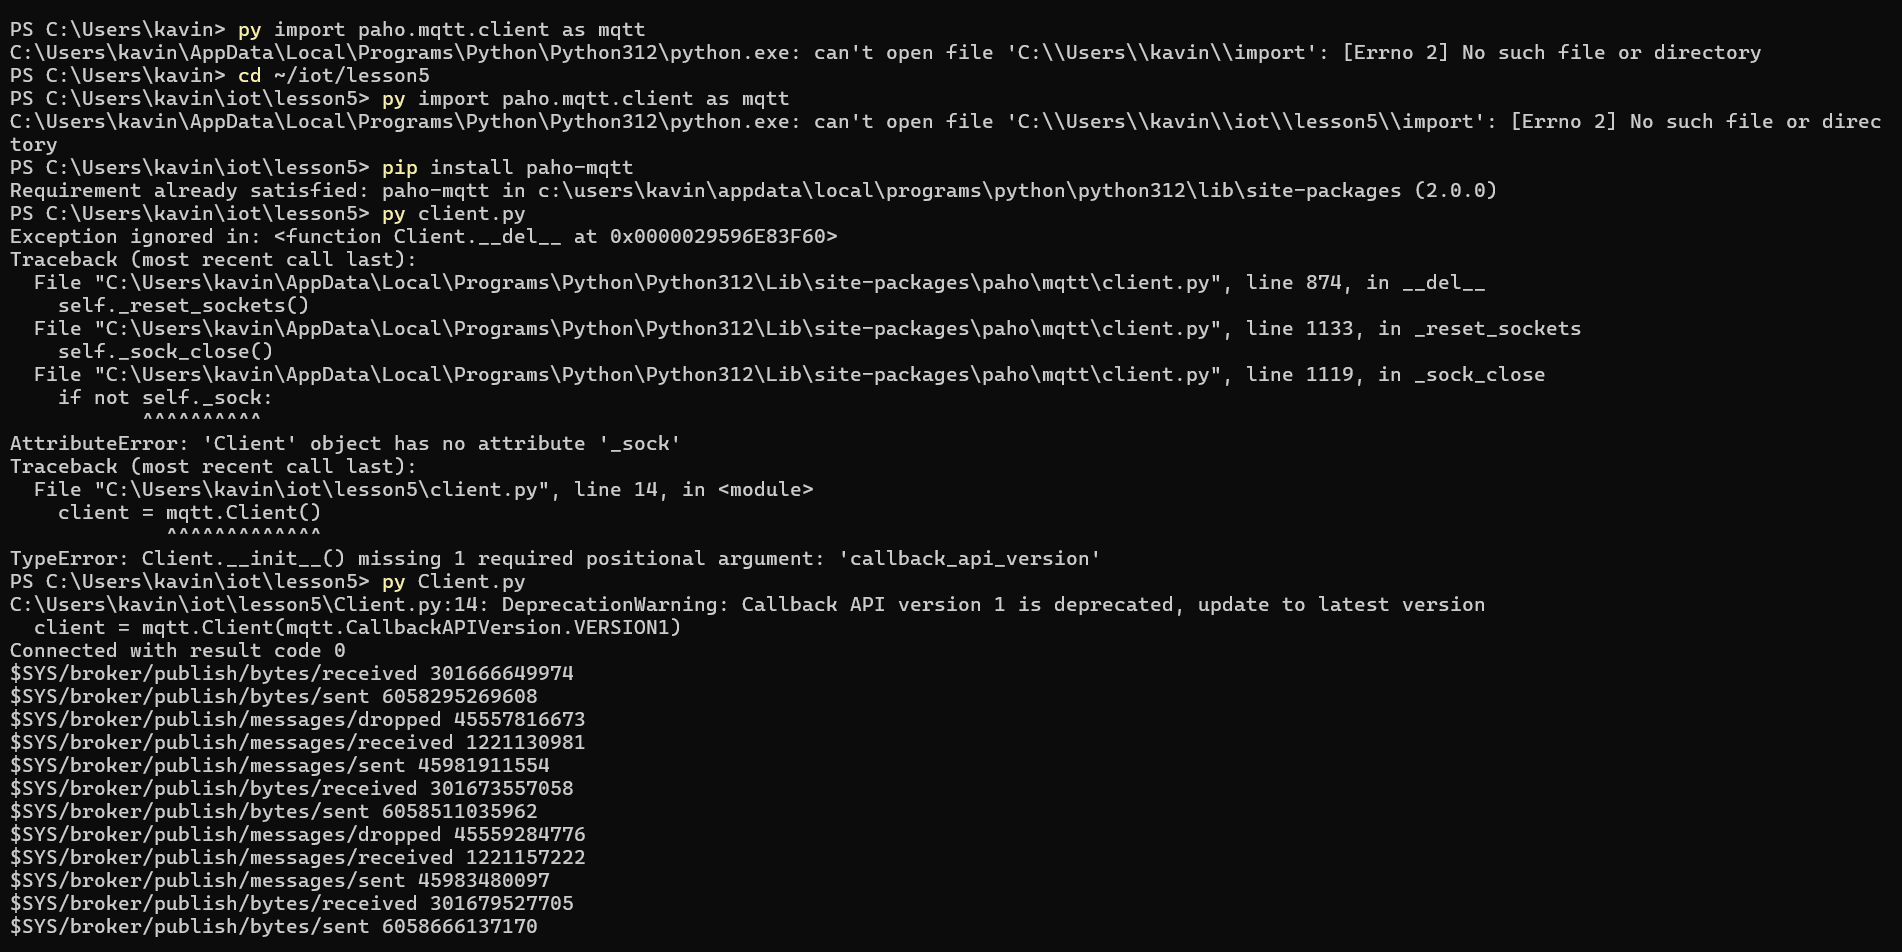 PS C:\Users\kavin> py import paho.mqtt.client as mqtt
C:\Users\kavin\AppData\Local\Programs\Python\Python312\python.exe: can't open file 'C:\\Users\\kavin\\import': [Errno 2] No such file or directory
PS C:\Users\kavin> cd ~/iot/lesson5
PS C:\Users\kavin\iot\lesson5> py import paho.mqtt.client as mqtt
C:\Users\kavin\AppData\Local\Programs\Python\Python312\python.exe: can't open file 'C:\\Users\\kavin\\iot\\lesson5\\import': [Errno 2] No such file or direc
tory
PS C:\Users\kavin\iot\lesson5> pip install paho-mqtt
Requirement already satisfied: paho-mqtt in c:\users\kavin\appdata\local\programs\python\python312\lib\site-packages (2.0.0)
PS C:\Users\kavin\iot\lesson5> py client.py
Exception ignored in: <function Client.__del__ at 0x0000029596E83F60>
Traceback (most recent call last):
  File "C:\Users\kavin\AppData\Local\Programs\Python\Python312\Lib\site-packages\paho\mqtt\client.py", line 874, in __del__
    self._reset_sockets()
  File "C:\Users\kavin\AppData\Local\Programs\Python\Python312\Lib\site-packages\paho\mqtt\client.py", line 1133, in _reset_sockets
    self._sock_close()
  File "C:\Users\kavin\AppData\Local\Programs\Python\Python312\Lib\site-packages\paho\mqtt\client.py", line 1119, in _sock_close
    if not self._sock:
           ^^^^^^^^^^
AttributeError: 'Client' object has no attribute '_sock'
Traceback (most recent call last):
  File "C:\Users\kavin\iot\lesson5\client.py", line 14, in <module>
    client = mqtt.Client()
             ^^^^^^^^^^^^^
TypeError: Client.__init__() missing 1 required positional argument: 'callback_api_version'
PS C:\Users\kavin\iot\lesson5> py Client.py
C:\Users\kavin\iot\lesson5\Client.py:14: DeprecationWarning: Callback API version 1 is deprecated, update to latest version
  client = mqtt.Client(mqtt.CallbackAPIVersion.VERSION1)
Connected with result code 0
$SYS/broker/publish/bytes/received 301666649974
$SYS/broker/publish/bytes/sent 6058295269608
$SYS/broker/publish/messages/dropped 45557816673
$SYS/broker/publish/messages/received 1221130981
$SYS/broker/publish/messages/sent 45981911554
$SYS/broker/publish/bytes/received 301673557058
$SYS/broker/publish/bytes/sent 6058511035962
$SYS/broker/publish/messages/dropped 45559284776
$SYS/broker/publish/messages/received 1221157222
$SYS/broker/publish/messages/sent 45983480097
$SYS/broker/publish/bytes/received 301679527705
$SYS/broker/publish/bytes/sent 6058666137170